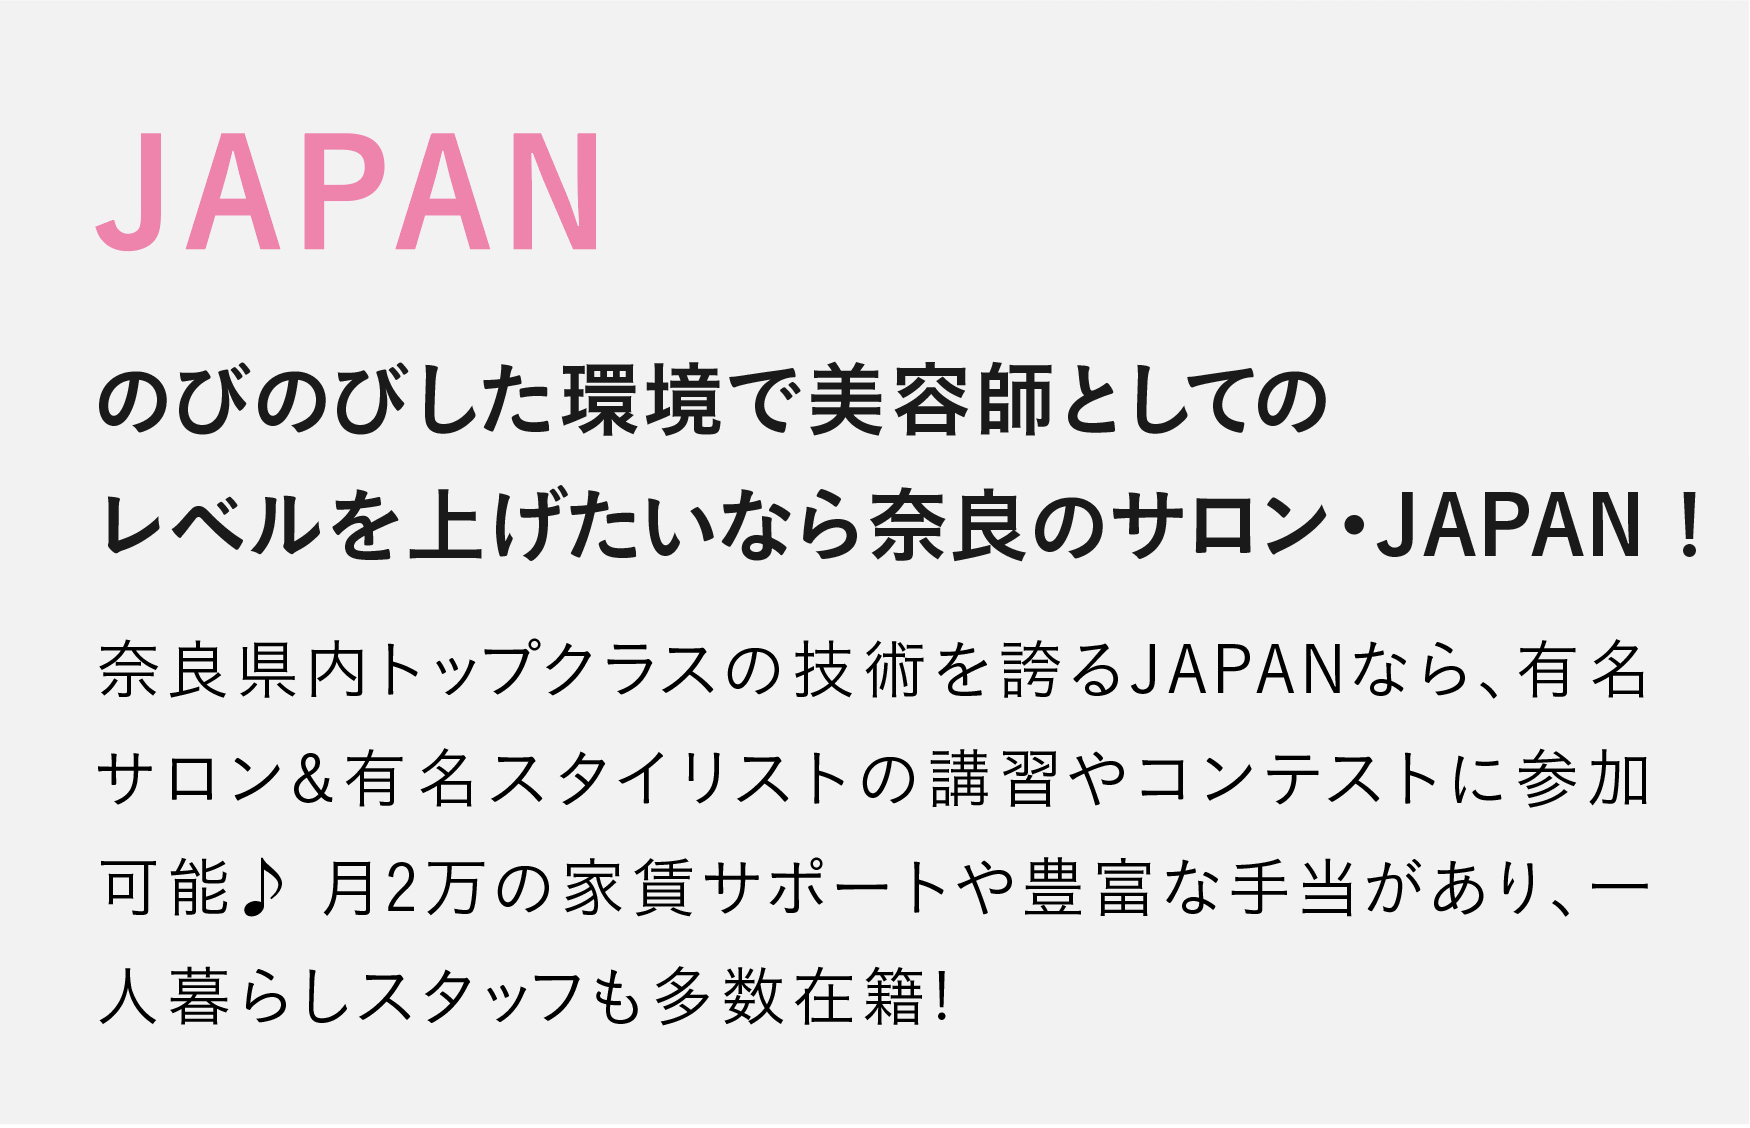 JAPAN
のびのびした環境で美容師としての
レベルを上げたいなら奈良のサロン・JAPAN！
奈良県内トップクラスの技術を誇るJAPANなら、有名
サロン&有名スタイリストの講習やコンテストに参加
可能♪ 月2万の家賃サポートや豊富な手当があり、一
人暮らしスタッフも多数在籍！